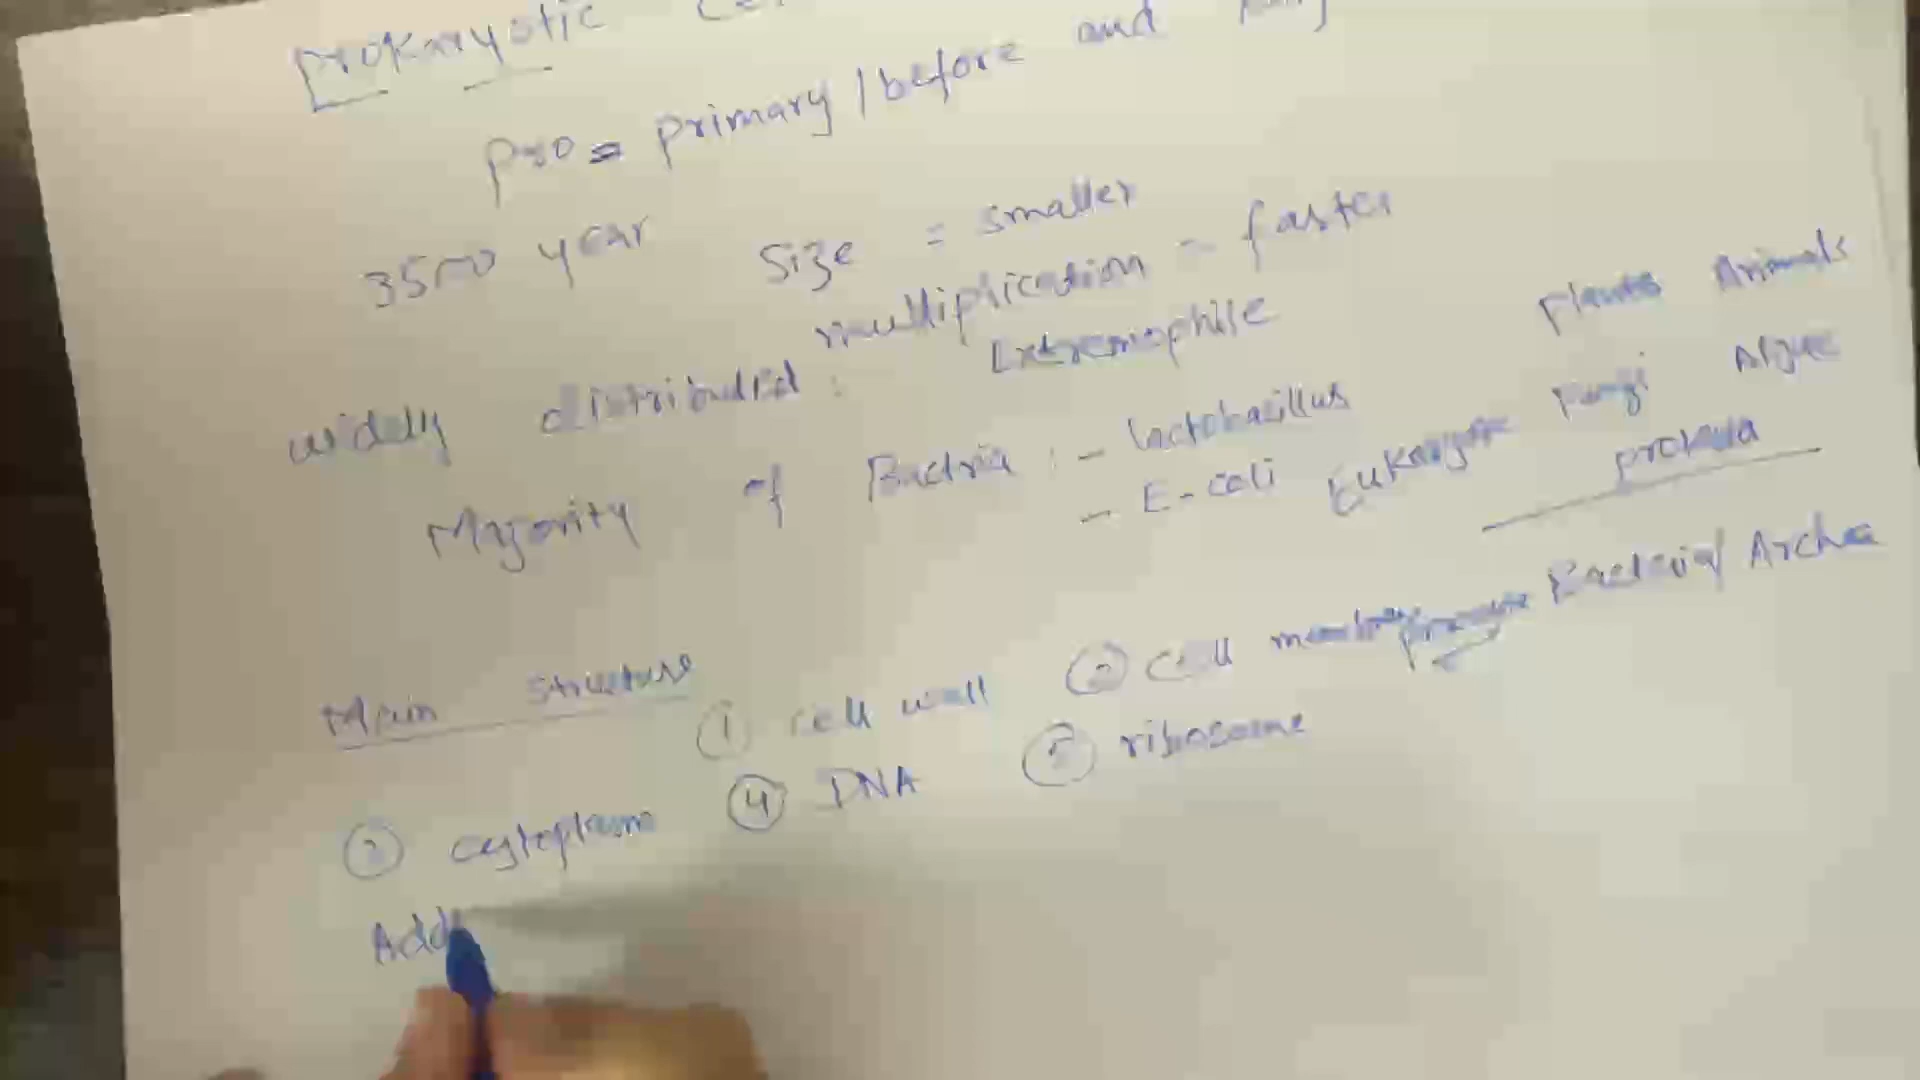 Prokaryotic
pro = primary / before and
3500 year size = smaller
multiplication = faster
widely distributed : Extremophile
Plants Animals
Majority of Bactria : - lactobacillus
- E-coli Eukaryote Fungi Algae
protozoa
Main structure ① cell wall ② cell membrane Bacteria / Archea
③ cytoplasm ④ DNA ⑤ ribosome
Add